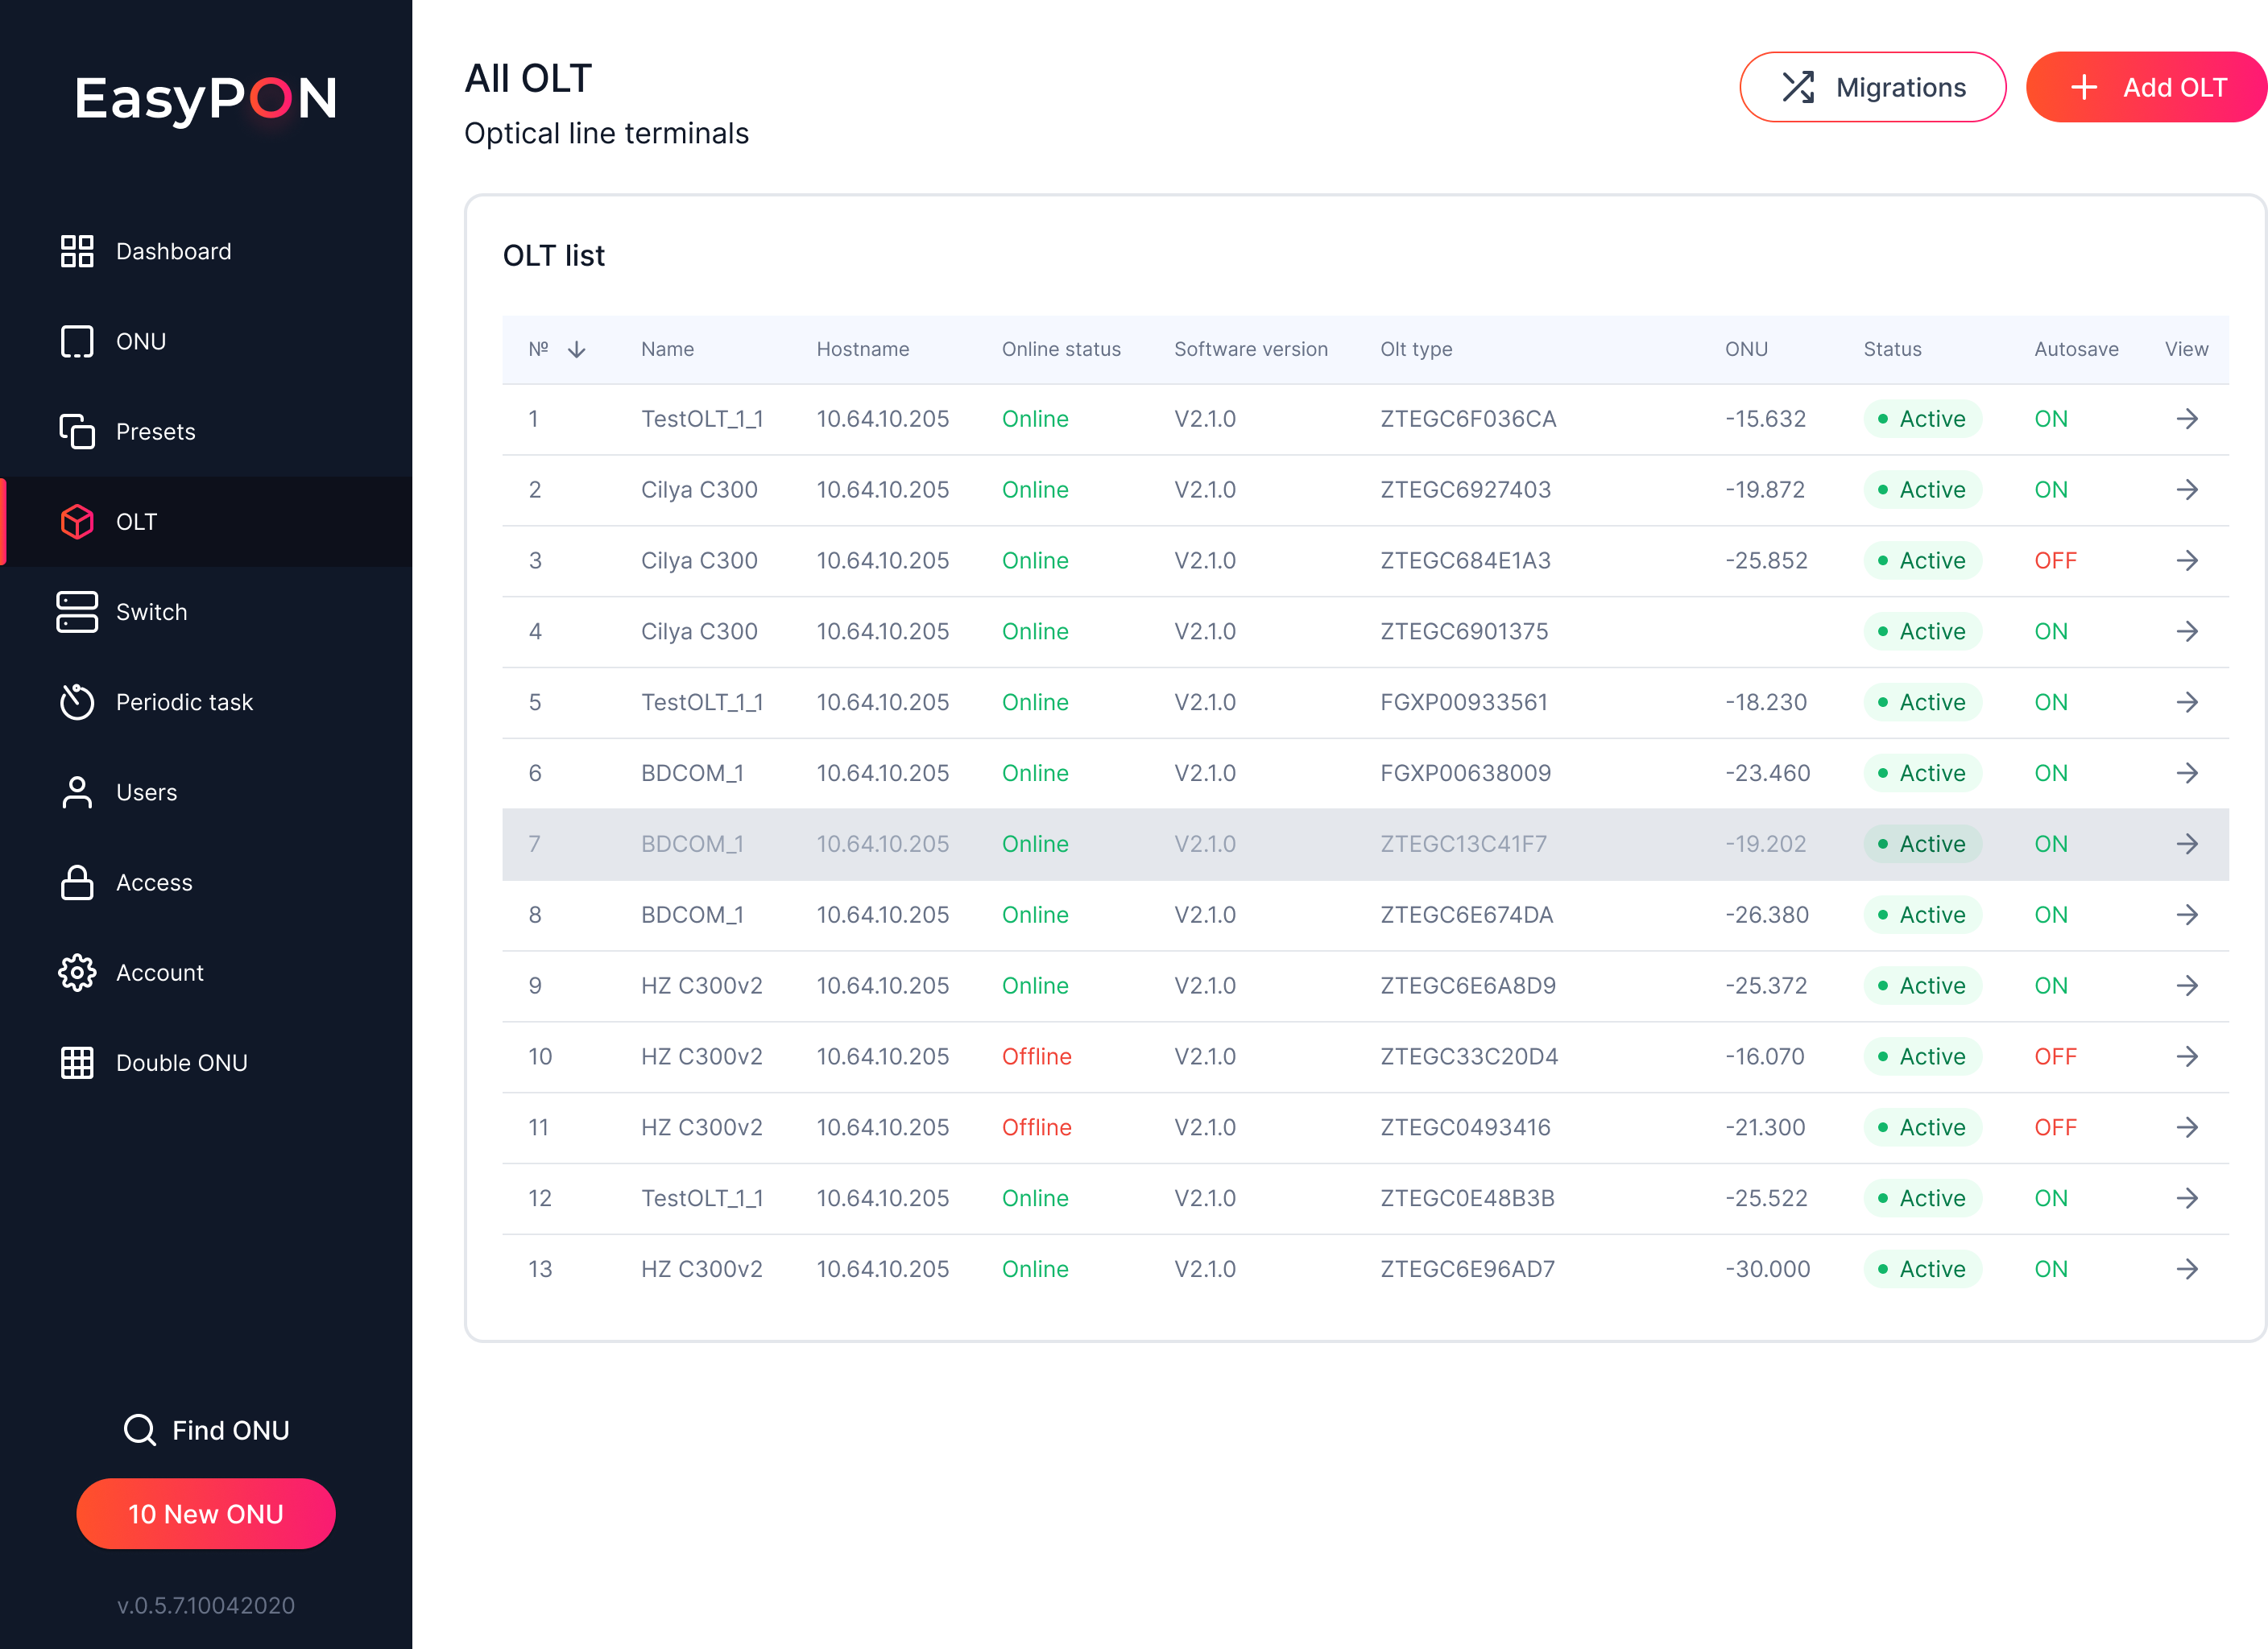 EasyPON
Dashboard
ONU
Presets
OLT
Switch
Periodic task
Users
Access
Account
Double ONU
Find ONU
10 New ONU
v.0.5.7.10042020
All OLT
Optical line terminals
Migrations
Add OLT
OLT list
№ Name Hostname Online status Software version Olt type ONU Status Autosave View
1 TestOLT_1_1 10.64.10.205 Online V2.1.0 ZTEGC6F036CA -15.632 Active ON
2 Cilya C300 10.64.10.205 Online V2.1.0 ZTEGC6927403 -19.872 Active ON
3 Cilya C300 10.64.10.205 Online V2.1.0 ZTEGC684E1A3 -25.852 Active OFF
4 Cilya C300 10.64.10.205 Online V2.1.0 ZTEGC6901375 Active ON
5 TestOLT_1_1 10.64.10.205 Online V2.1.0 FGXP00933561 -18.230 Active ON
6 BDCOM_1 10.64.10.205 Online V2.1.0 FGXP00638009 -23.460 Active ON
7 BDCOM_1 10.64.10.205 Online V2.1.0 ZTEGC13C41F7 -19.202 Active ON
8 BDCOM_1 10.64.10.205 Online V2.1.0 ZTEGC6E674DA -26.380 Active ON
9 HZ C300v2 10.64.10.205 Online V2.1.0 ZTEGC6E6A8D9 -25.372 Active ON
10 HZ C300v2 10.64.10.205 Offline V2.1.0 ZTEGC33C20D4 -16.070 Active OFF
11 HZ C300v2 10.64.10.205 Offline V2.1.0 ZTEGC0493416 -21.300 Active OFF
12 TestOLT_1_1 10.64.10.205 Online V2.1.0 ZTEGC0E48B3B -25.522 Active ON
13 HZ C300v2 10.64.10.205 Online V2.1.0 ZTEGC6E96AD7 -30.000 Active ON